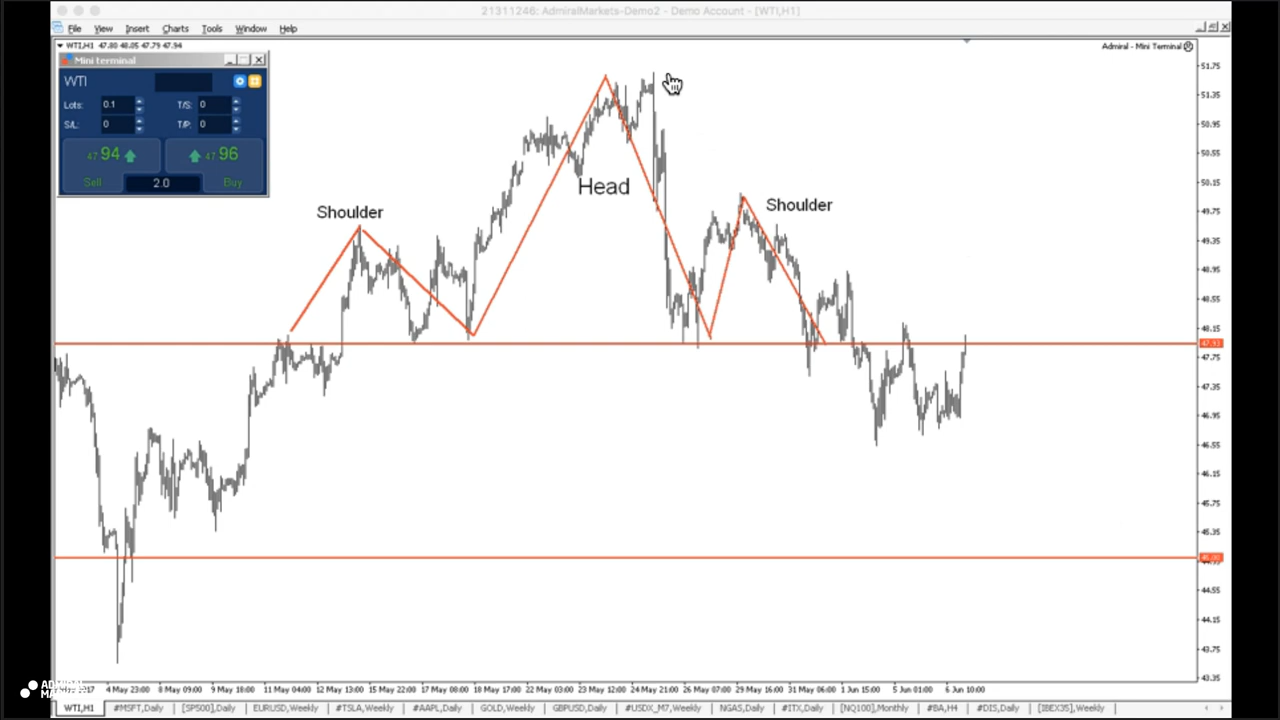 21311246: AdmiralMarkets-Demo2 - Demo Account - [WTI,H1]
File View Insert Charts Tools Window Help
WTI,H1 47.80 48.05 47.79 47.94
Admiral - Mini Terminal
Mini terminal
WTI
Lots: 0.1 T/S: 0
S/L: 0 T/P: 0
47 94 47 96
Sell 2.0 Buy
Shoulder
Head
Shoulder
51.75
51.35
50.95
50.55
50.15
49.75
49.35
48.95
48.55
48.15
47.93
47.75
47.35
46.95
46.55
46.15
45.75
45.35
45.00
44.55
44.15
43.75
43.35
4 May 23:00 8 May 09:00 9 May 18:00 11 May 04:00 12 May 13:00 15 May 22:00 17 May 08:00 18 May 17:00 22 May 03:00 23 May 12:00 24 May 21:00 26 May 07:00 29 May 16:00 31 May 06:00 1 Jun 15:00 5 Jun 01:00 6 Jun 10:00
WTI,H1 #MSFT,Daily [SP500],Daily EURUSD,Weekly #TSLA,Weekly #AAPL,Daily GOLD,Weekly GBPUSD,Daily #USDX_M7,Weekly NGAS,Daily #ITX,Daily [NQ100],Monthly #BA,H4 #DIS,Daily [IBEX35],Weekly